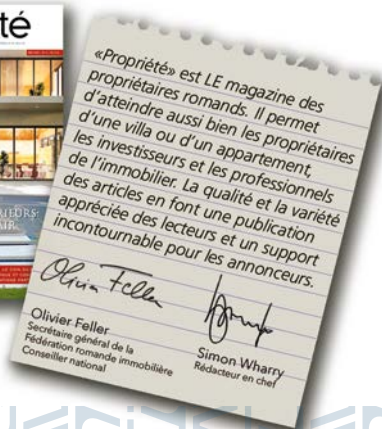 té
«Propriété» est LE magazine des
propriétaires romands. Il permet
d'atteindre aussi bien les propriétaires
d'une villa ou d'un appartement,
les investisseurs et les professionnels
de l'immobilier. La qualité et la variété
des articles en font une publication
appréciée des lecteurs et un support
incontournable pour les annonceurs.
Olivier Feller
Olivier Feller
Secrétaire général de la
Fédération romande immobilière
Conseiller national
Simon Wharry
Rédacteur en chef